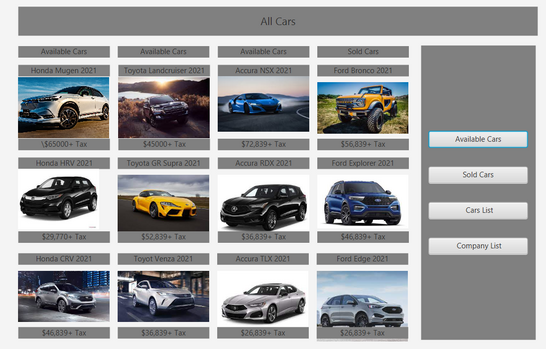 All Cars
Available Cars
Available Cars
Available Cars
Sold Cars
Honda Mugen 2021
Toyota Landcruiser 2021
Accura NSX 2021
Ford Bronco 2021
\$65000+ Tax
$45000+ Tax
$72,839+ Tax
$56,839+ Tax
Honda HRV 2021
Toyota GR Supra 2021
Accura RDX 2021
Ford Explorer 2021
$29,770+ Tax
$52,839+ Tax
$36,839+ Tax
$46,839+ Tax
Honda CRV 2021
Toyot Venza 2021
Accura TLX 2021
Ford Edge 2021
$46,839+ Tax
$36,839+ Tax
$26,839+ Tax
$26,839+ Tax
Available Cars
Sold Cars
Cars List
Company List